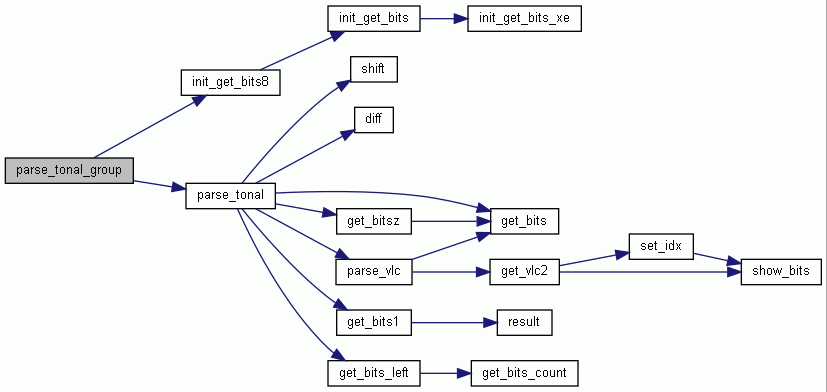 init_get_bits
init_get_bits_xe
shift
init_get_bits8
diff
parse_tonal_group
parse_tonal
get_bitsz
get_bits
set_idx
parse_vlc
get_vlc2
show_bits
get_bits1
result
get_bits_left
get_bits_count